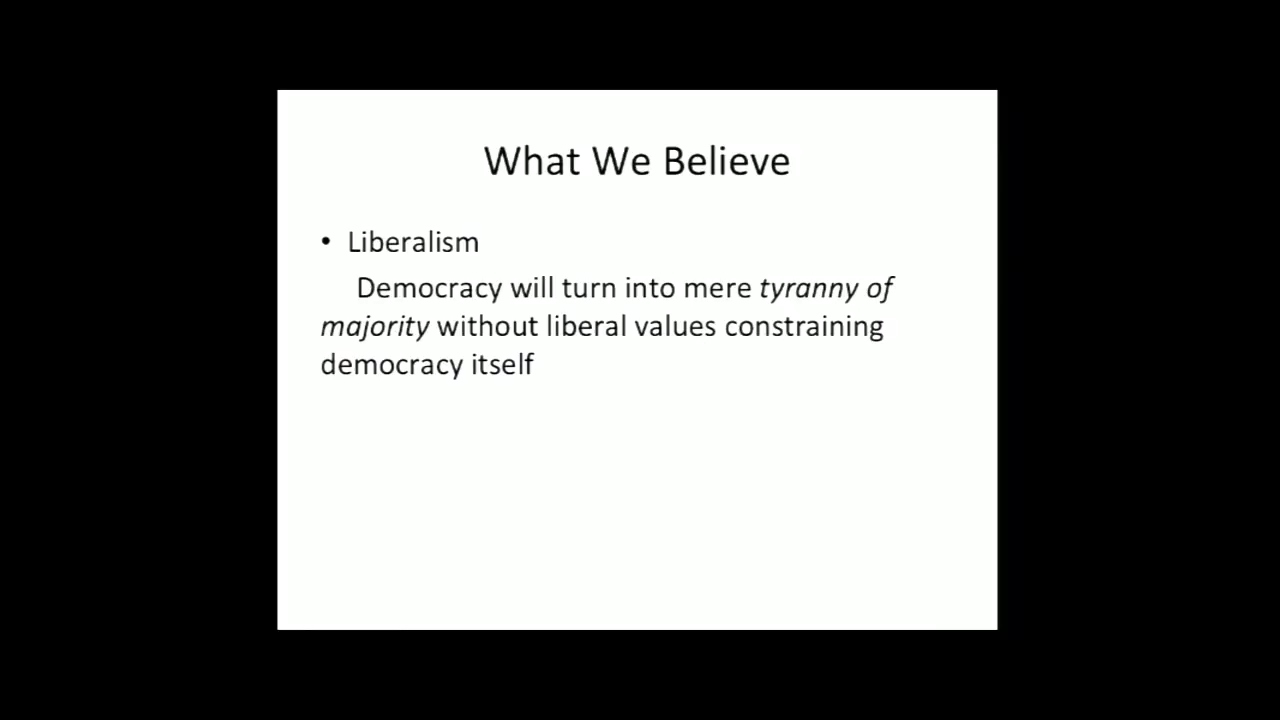 What We Believe
• Liberalism
Democracy will turn into mere tyranny of
majority without liberal values constraining
democracy itself